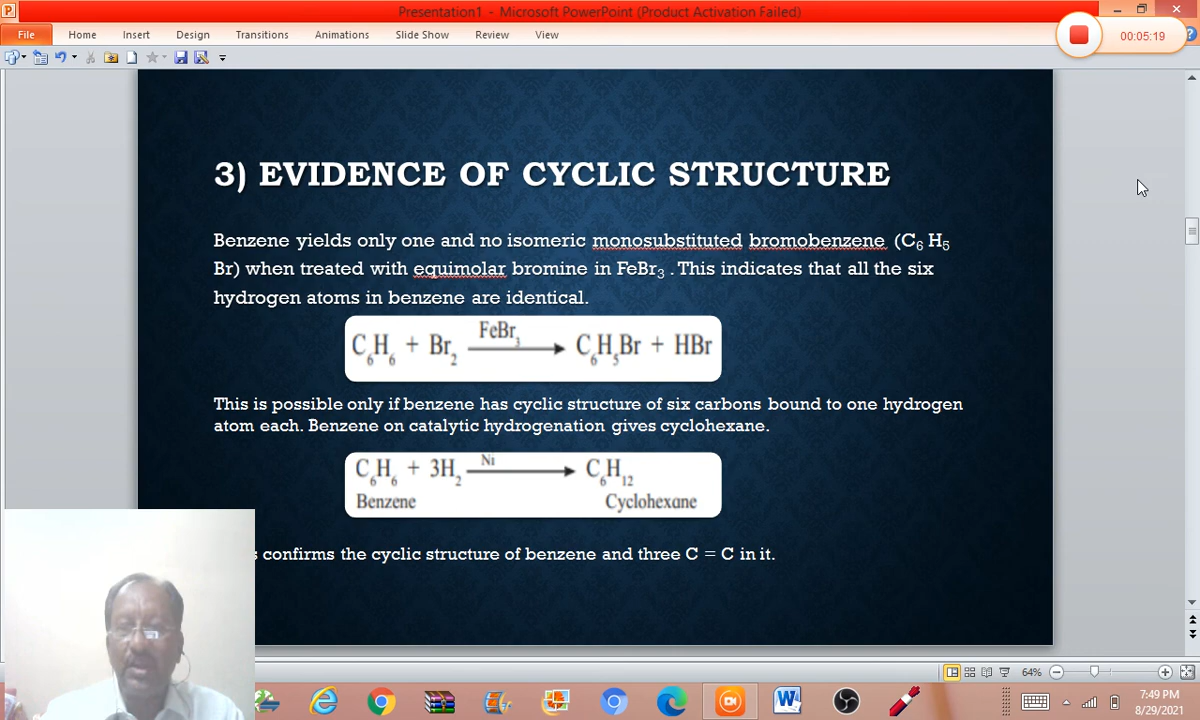 Presentation1 - Microsoft PowerPoint (Product Activation Failed)
File Home Insert Design Transitions Animations Slide Show Review View
00:05:19
3) EVIDENCE OF CYCLIC STRUCTURE
Benzene yields only one and no isomeric monosubstituted bromobenzene (C6 H5
Br) when treated with equimolar bromine in FeBr3 . This indicates that all the six
hydrogen atoms in benzene are identical.
FeBr3
C6H6 + Br2 → C6H5Br + HBr
This is possible only if benzene has cyclic structure of six carbons bound to one hydrogen
atom each. Benzene on catalytic hydrogenation gives cyclohexane.
Ni
C6H6 + 3H2 → C6H12
Benzene Cyclohexane
s confirms the cyclic structure of benzene and three C = C in it.
64%
7:49 PM
8/29/2021